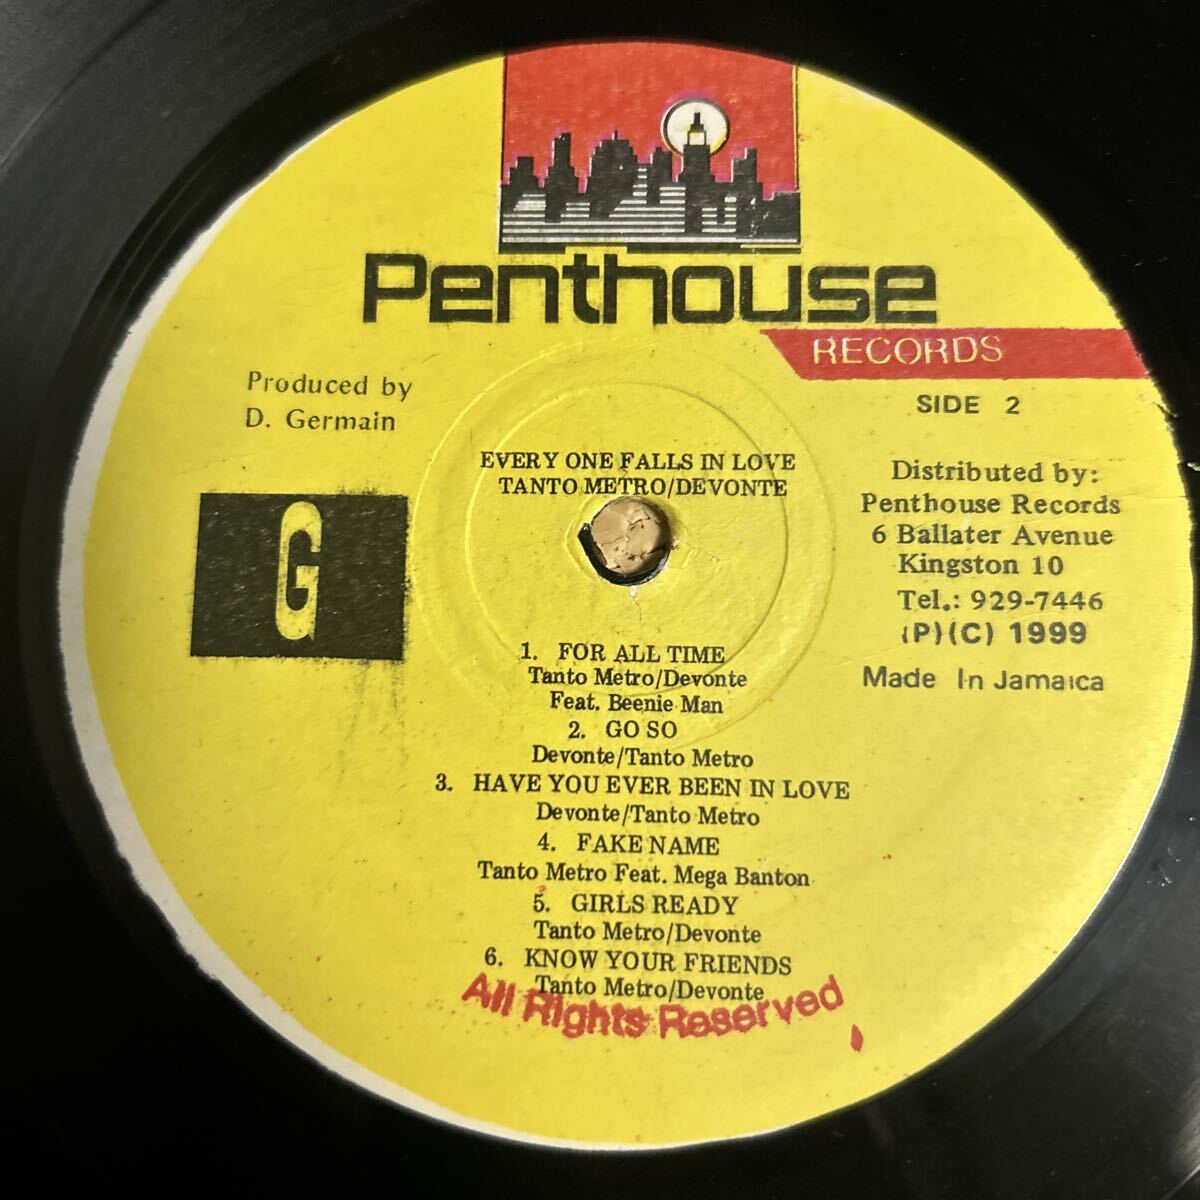 Penthouse
RECORDS
Produced by
D. Germain
SIDE 2
EVERY ONE FALLS IN LOVE
TANTO METRO/DEVONTE
G
Distributed by:
Penthouse Records
6 Ballater Avenue
Kingston 10
Tel.: 929-7446
(P)(C) 1999
Made In Jamaica
1. FOR ALL TIME
Tanto Metro/Devonte
Feat. Beenie Man
2. GO SO
Devonte/Tanto Metro
3. HAVE YOU EVER BEEN IN LOVE
Devonte/Tanto Metro
4. FAKE NAME
Tanto Metro Feat. Mega Banton
5. GIRLS READY
Tanto Metro/Devonte
6. KNOW YOUR FRIENDS
Tanto Metro/Devonte
All Rights Reserved